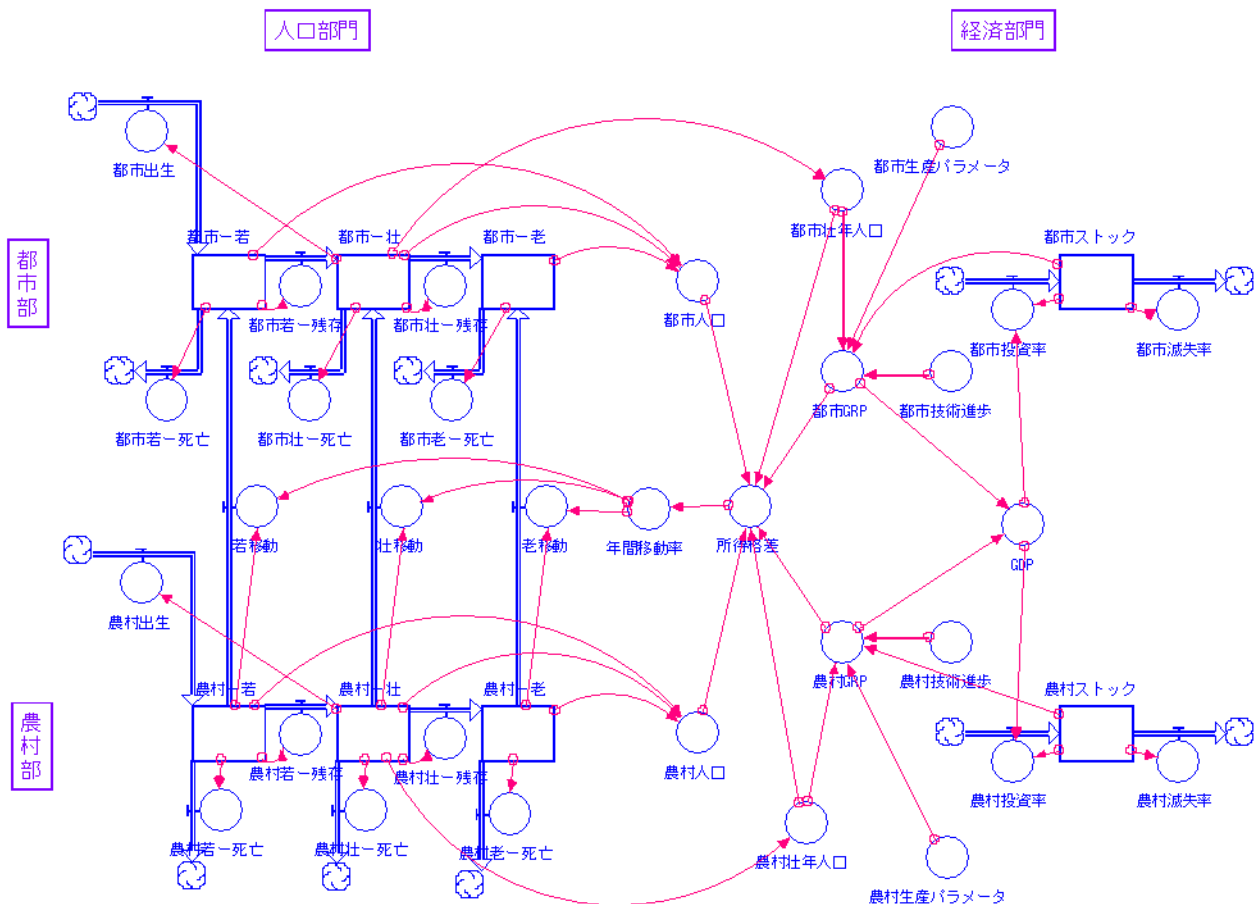 人口部門
経済部門
都市出生
都市生産パラメータ
都市壮年人口
都市ー若
都市ー壮
都市ー老
都市ストック
都市部
都市若ー残存
都市壮ー残存
都市人口
都市投資率
都市滅失率
都市若ー死亡
都市壮ー死亡
都市老ー死亡
都市GRP
都市技術進歩
若移動
壮移動
老移動
年間移動率
所得格差
GDP
農村出生
農村ー若
農村ー壮
農村ー老
農村GRP
農村技術進歩
農村ストック
農村部
農村若ー残存
農村壮ー残存
農村人口
農村投資率
農村滅失率
農村若ー死亡
農村壮ー死亡
農村老ー死亡
農村壮年人口
農村生産パラメータ